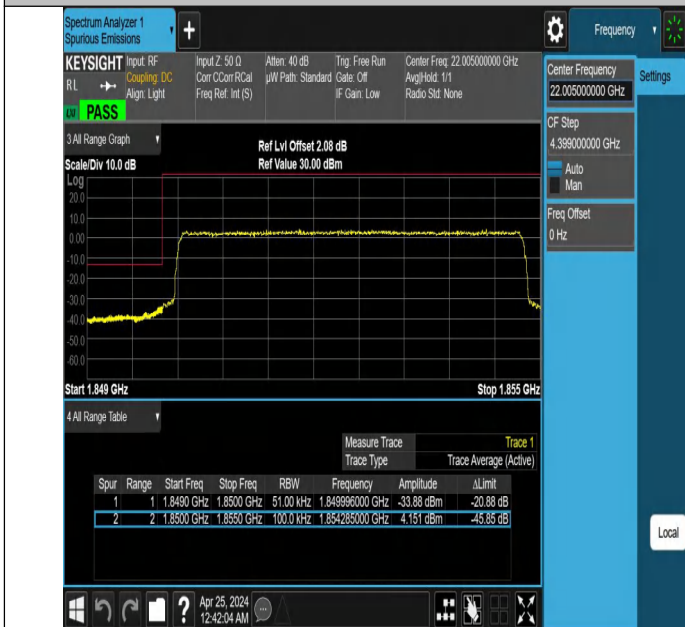 Spectrum Analyzer 1
Spurious Emissions
+
Frequency
KEYSIGHT
RL
Input: RF
Coupling: DC
Align: Light
Input Z: 50 Ω
Corr CCorr RCal
Freq Ref: Int (S)
Atten: 40 dB
µW Path: Standard
Trig: Free Run
Gate: Off
IF Gain: Low
Center Freq: 22.005000000 GHz
Avg|Hold: 1/1
Radio Std: None
LXI PASS
3 All Range Graph
Ref Lvl Offset 2.08 dB
Scale/Div 10.0 dB
Ref Value 30.00 dBm
Log
20.0
10.0
0.00
-10.0
-20.0
-30.0
-40.0
-50.0
-60.0
Start 1.849 GHz
Stop 1.855 GHz
4 All Range Table
Measure Trace Trace 1
Trace Type Trace Average (Active)
Spur Range Start Freq Stop Freq RBW Frequency Amplitude ΔLimit
1 1 1.8490 GHz 1.8500 GHz 51.00 kHz 1.849996000 GHz -33.88 dBm -20.88 dB
2 2 1.8500 GHz 1.8550 GHz 100.0 kHz 1.854285000 GHz 4.151 dBm -45.85 dB
Center Frequency
22.005000000 GHz
Settings
CF Step
4.399000000 GHz
Auto
Man
Freq Offset
0 Hz
Local
?
Apr 25, 2024
12:42:04 AM